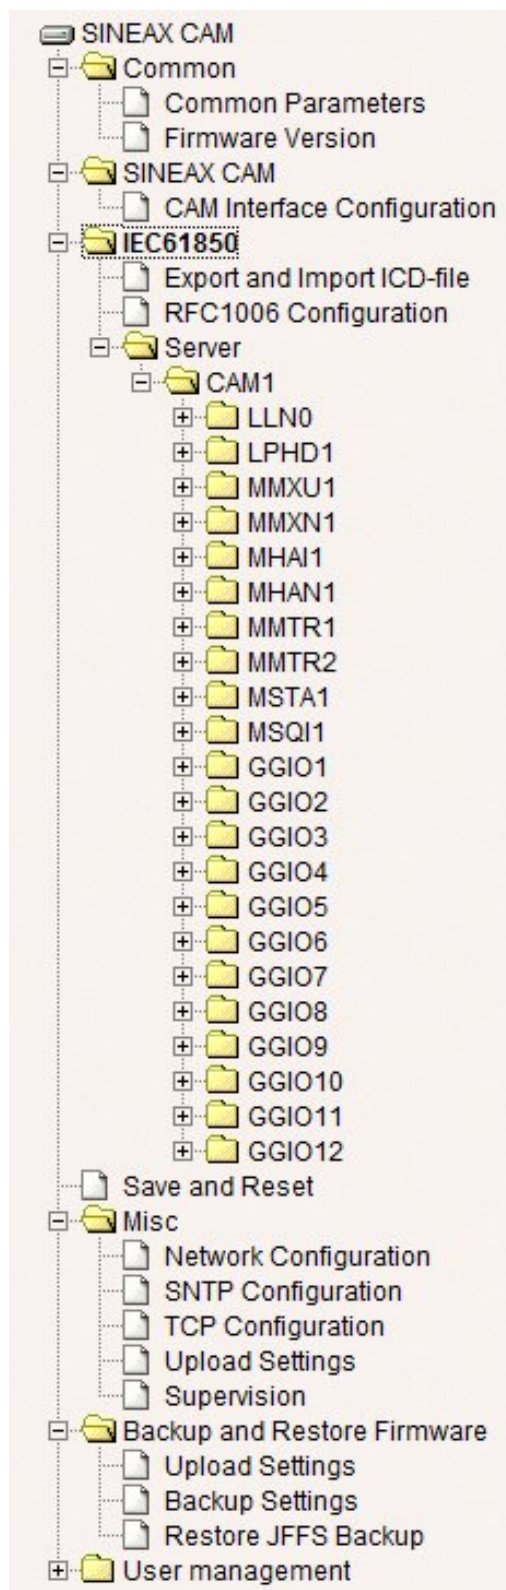 SINEAX CAM
Common
Common Parameters
Firmware Version
SINEAX CAM
CAM Interface Configuration
IEC61850
Export and Import ICD-file
RFC1006 Configuration
Server
CAM1
LLN0
LPHD1
MMXU1
MMXN1
MHAI1
MHAN1
MMTR1
MMTR2
MSTA1
MSQI1
GGIO1
GGIO2
GGIO3
GGIO4
GGIO5
GGIO6
GGIO7
GGIO8
GGIO9
GGIO10
GGIO11
GGIO12
Save and Reset
Misc
Network Configuration
SNTP Configuration
TCP Configuration
Upload Settings
Supervision
Backup and Restore Firmware
Upload Settings
Backup Settings
Restore JFFS Backup
User management